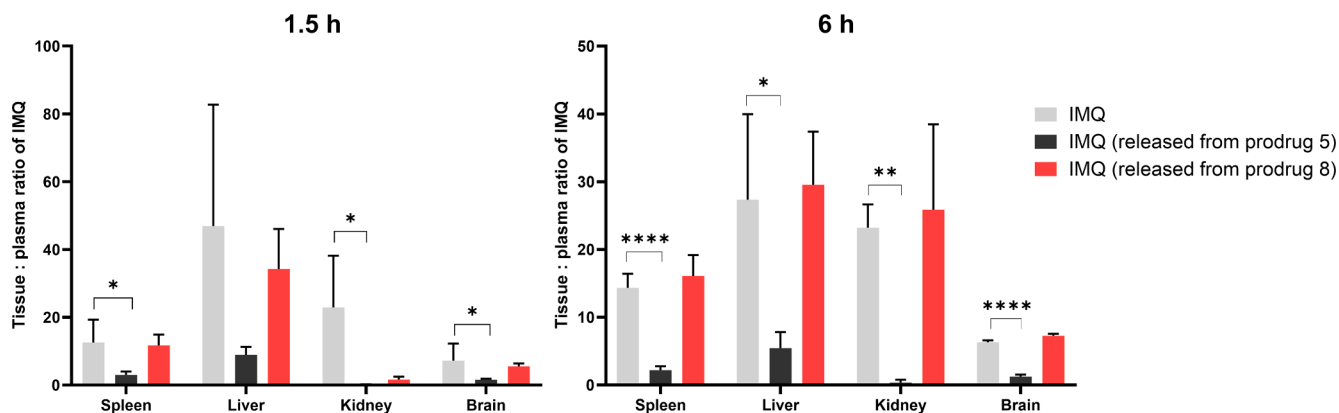 1.5 h
Tissue : plasma ratio of IMQ
100
80
60
40
20
0
*
*
*
Spleen
Liver
Kidney
Brain
6 h
Tissue : plasma ratio of IMQ
50
40
30
20
10
0
****
*
**
****
Spleen
Liver
Kidney
Brain
IMQ
IMQ (released from prodrug 5)
IMQ (released from prodrug 8)